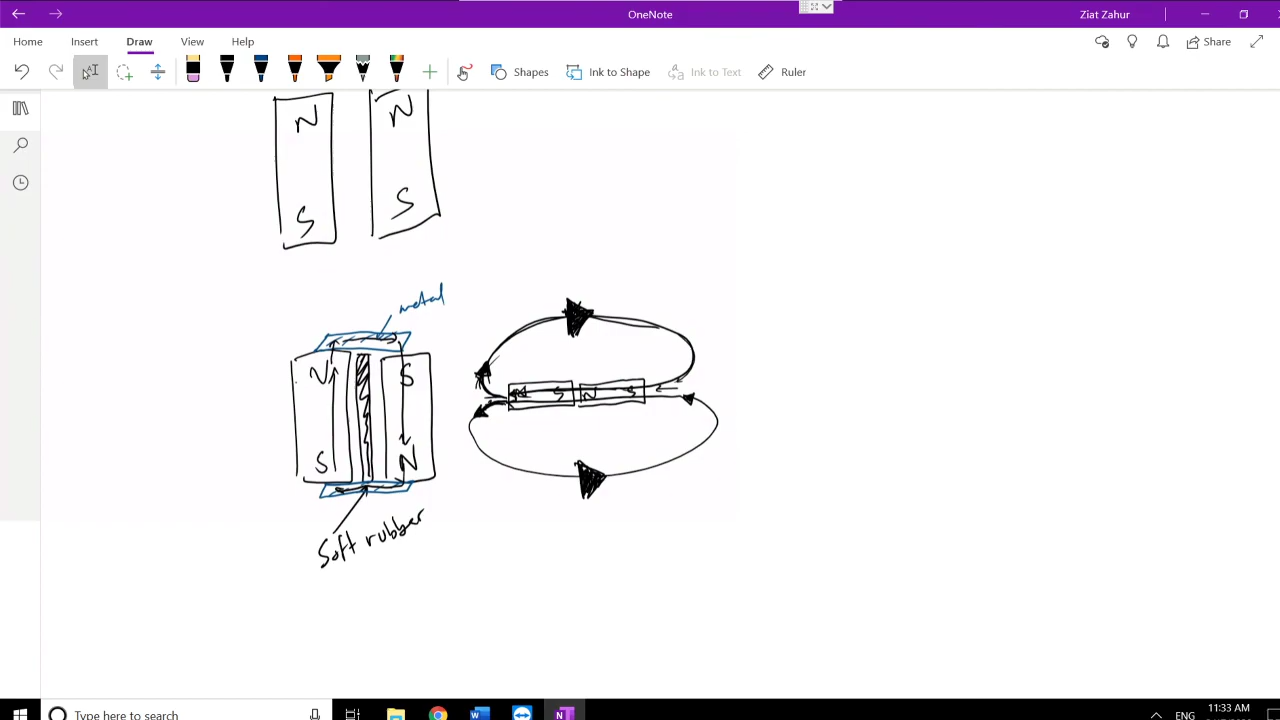 OneNote
Ziat Zahur
Home Insert Draw View Help
Share
Shapes Ink to Shape Ink to Text Ruler
N N
S S
metal
N S
S N
S N S
Soft rubber
Type here to search
ENG
11:33 AM